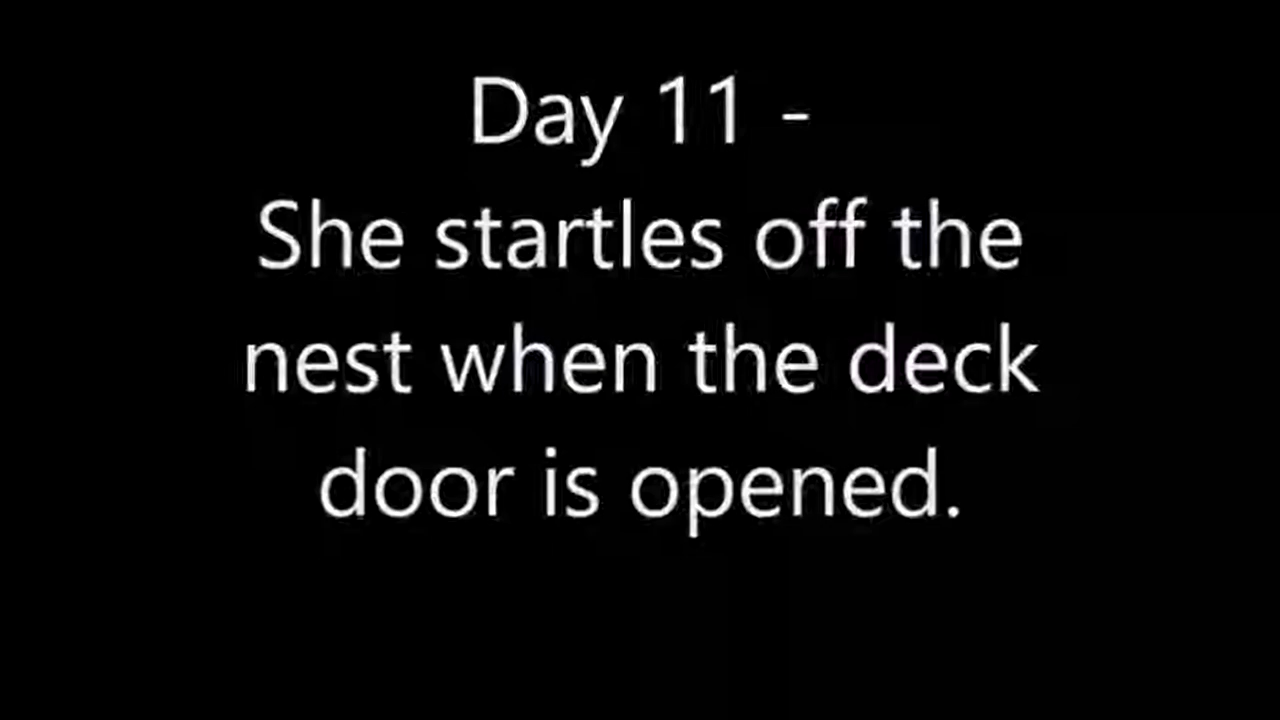 Day 11 -
She startles off the
nest when the deck
door is opened.